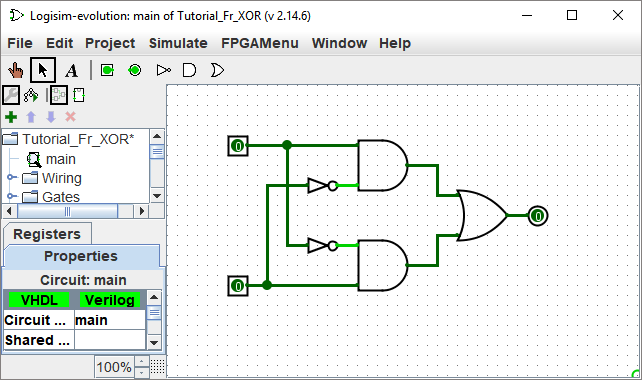 Logisim-evolution: main of Tutorial_Fr_XOR (v 2.14.6)
File Edit Project Simulate FPGAMenu Window Help
A
Tutorial_Fr_XOR*
main
Wiring
Gates
Registers
Properties
Circuit: main
VHDL Verilog
Circuit ... main
Shared ...
100%
0
0
0